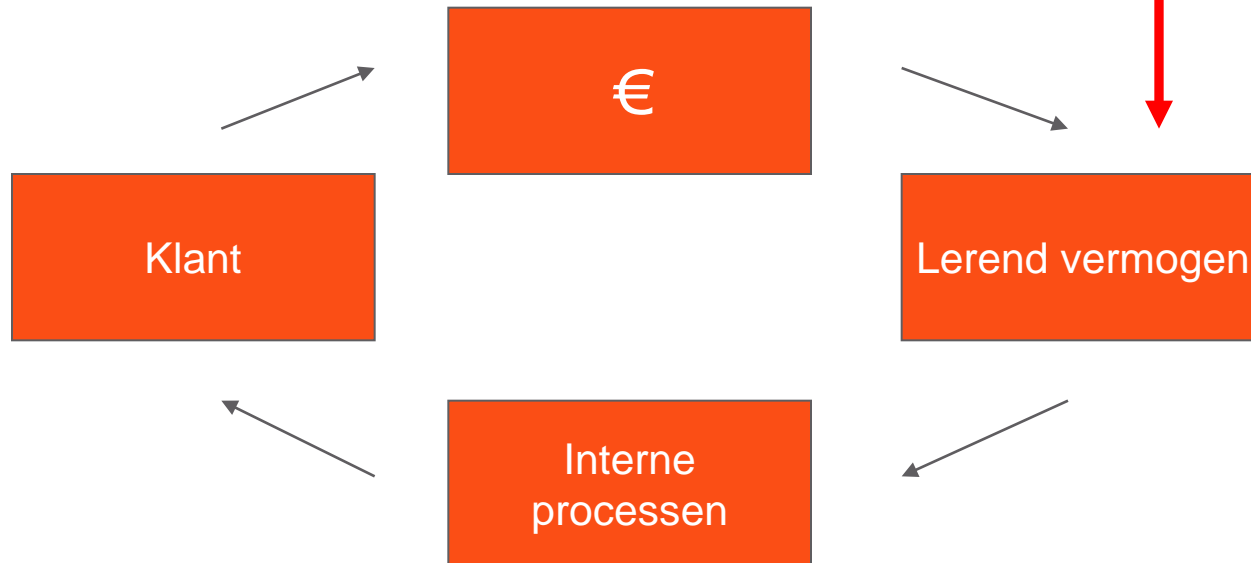 €
Klant
Lerend vermogen
Interne
processen